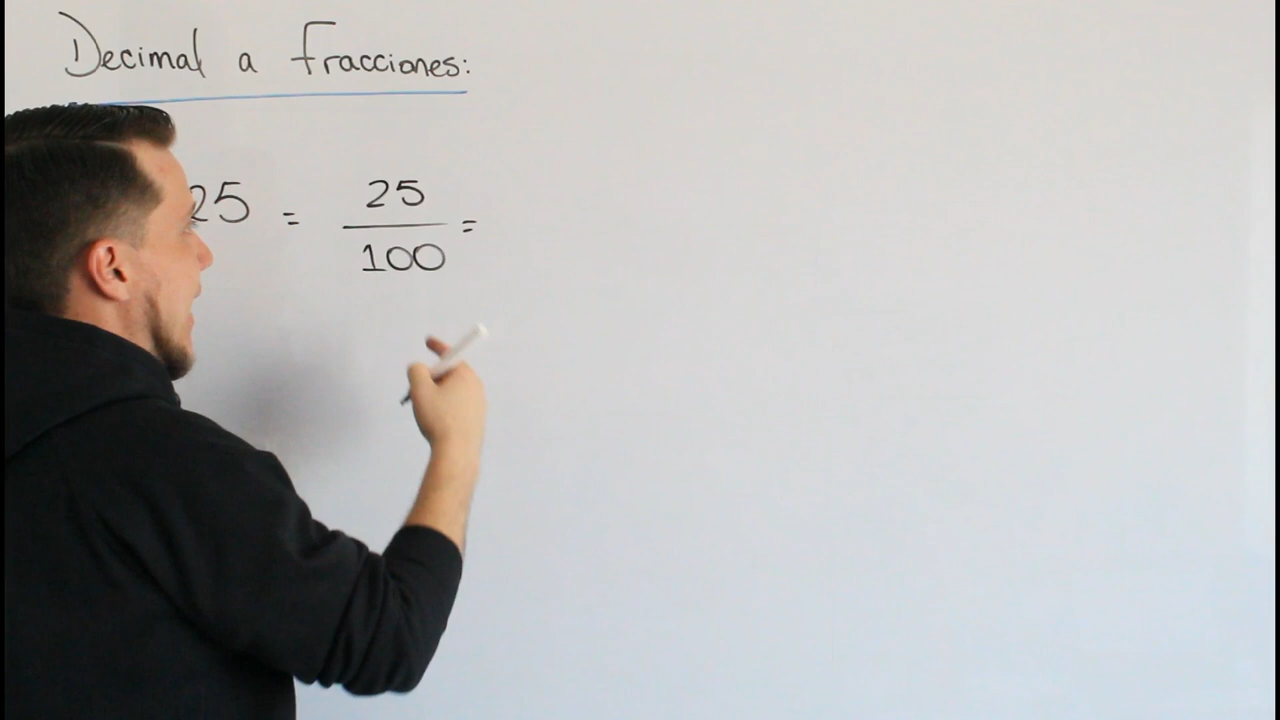 Decimal a fracciones:
25 = 25/100 =